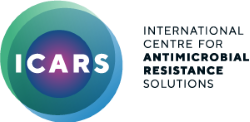 ICARS
INTERNATIONAL
CENTRE FOR
ANTIMICROBIAL
RESISTANCE
SOLUTIONS